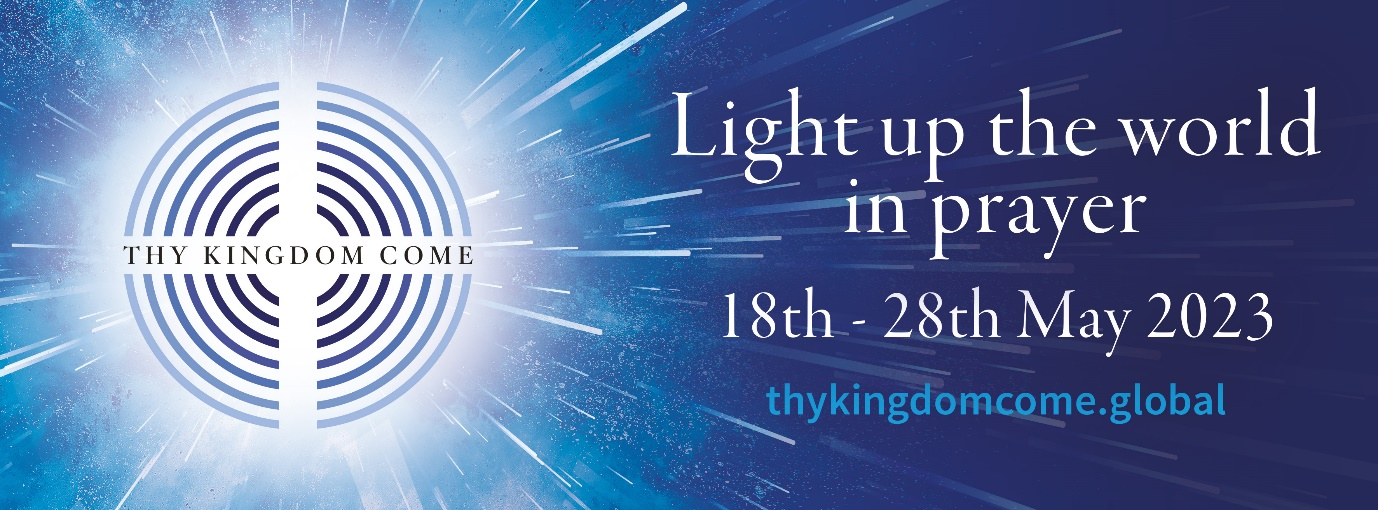 THY KINGDOM COME
Light up the world
in prayer
18th - 28th May 2023
thykingdomcome.global